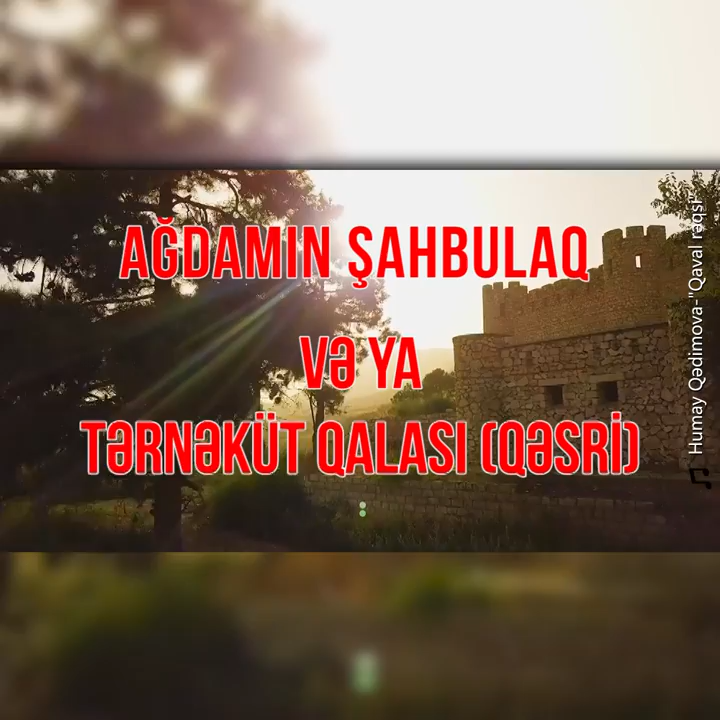 AĞDAMIN ŞAHBULAQ
VƏ YA
TƏRNƏKÜT QALASI (QƏSRİ)
Humay Qədimova-"Qaval rəqsi"